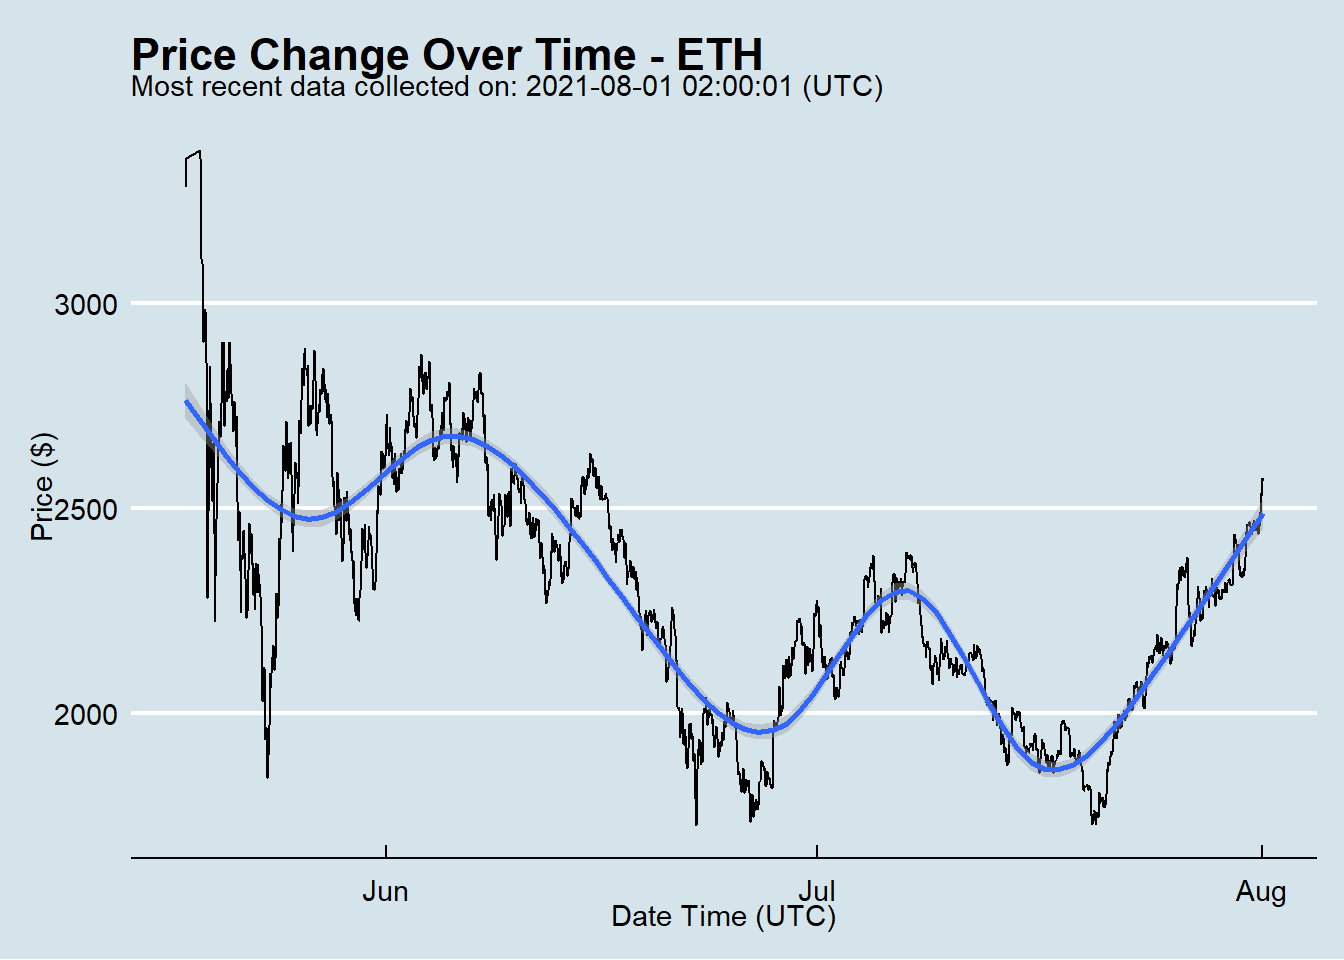 Price Change Over Time - ETH
Most recent data collected on: 2021-08-01 02:00:01 (UTC)
3000
2500
2000
Price ($)
Jun
Jul
Aug
Date Time (UTC)